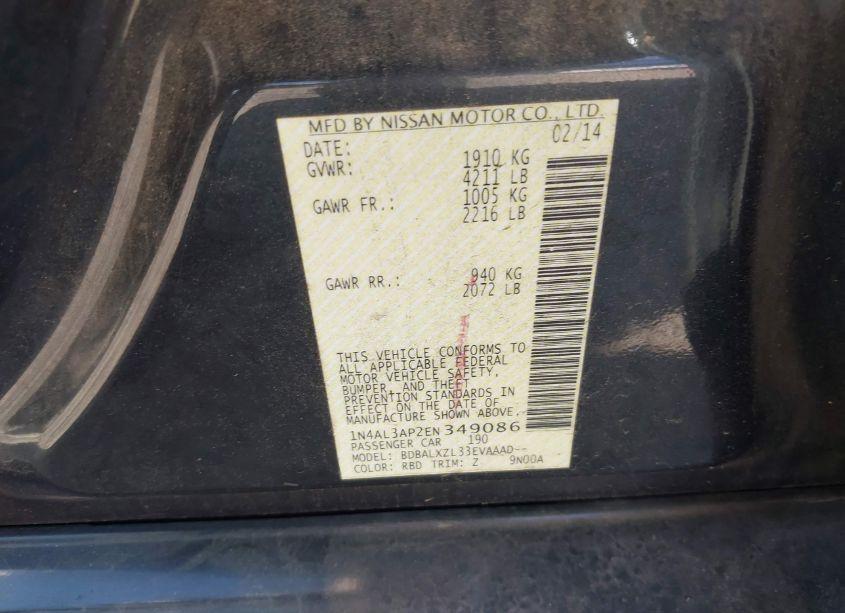 MFD BY NISSAN MOTOR CO., LTD.
DATE: 02/14
GVWR: 1910 KG
4211 LB
GAWR FR.: 1005 KG
2216 LB
GAWR RR.: 940 KG
2072 LB
THIS VEHICLE CONFORMS TO
ALL APPLICABLE FEDERAL
MOTOR VEHICLE SAFETY,
BUMPER, AND THEFT
PREVENTION STANDARDS IN
EFFECT ON THE DATE OF
MANUFACTURE SHOWN ABOVE.
1N4AL3AP2EN349086
PASSENGER CAR 190
MODEL: BDBALXZL33EVAAAD--
COLOR: RBD TRIM: Z 9N00A